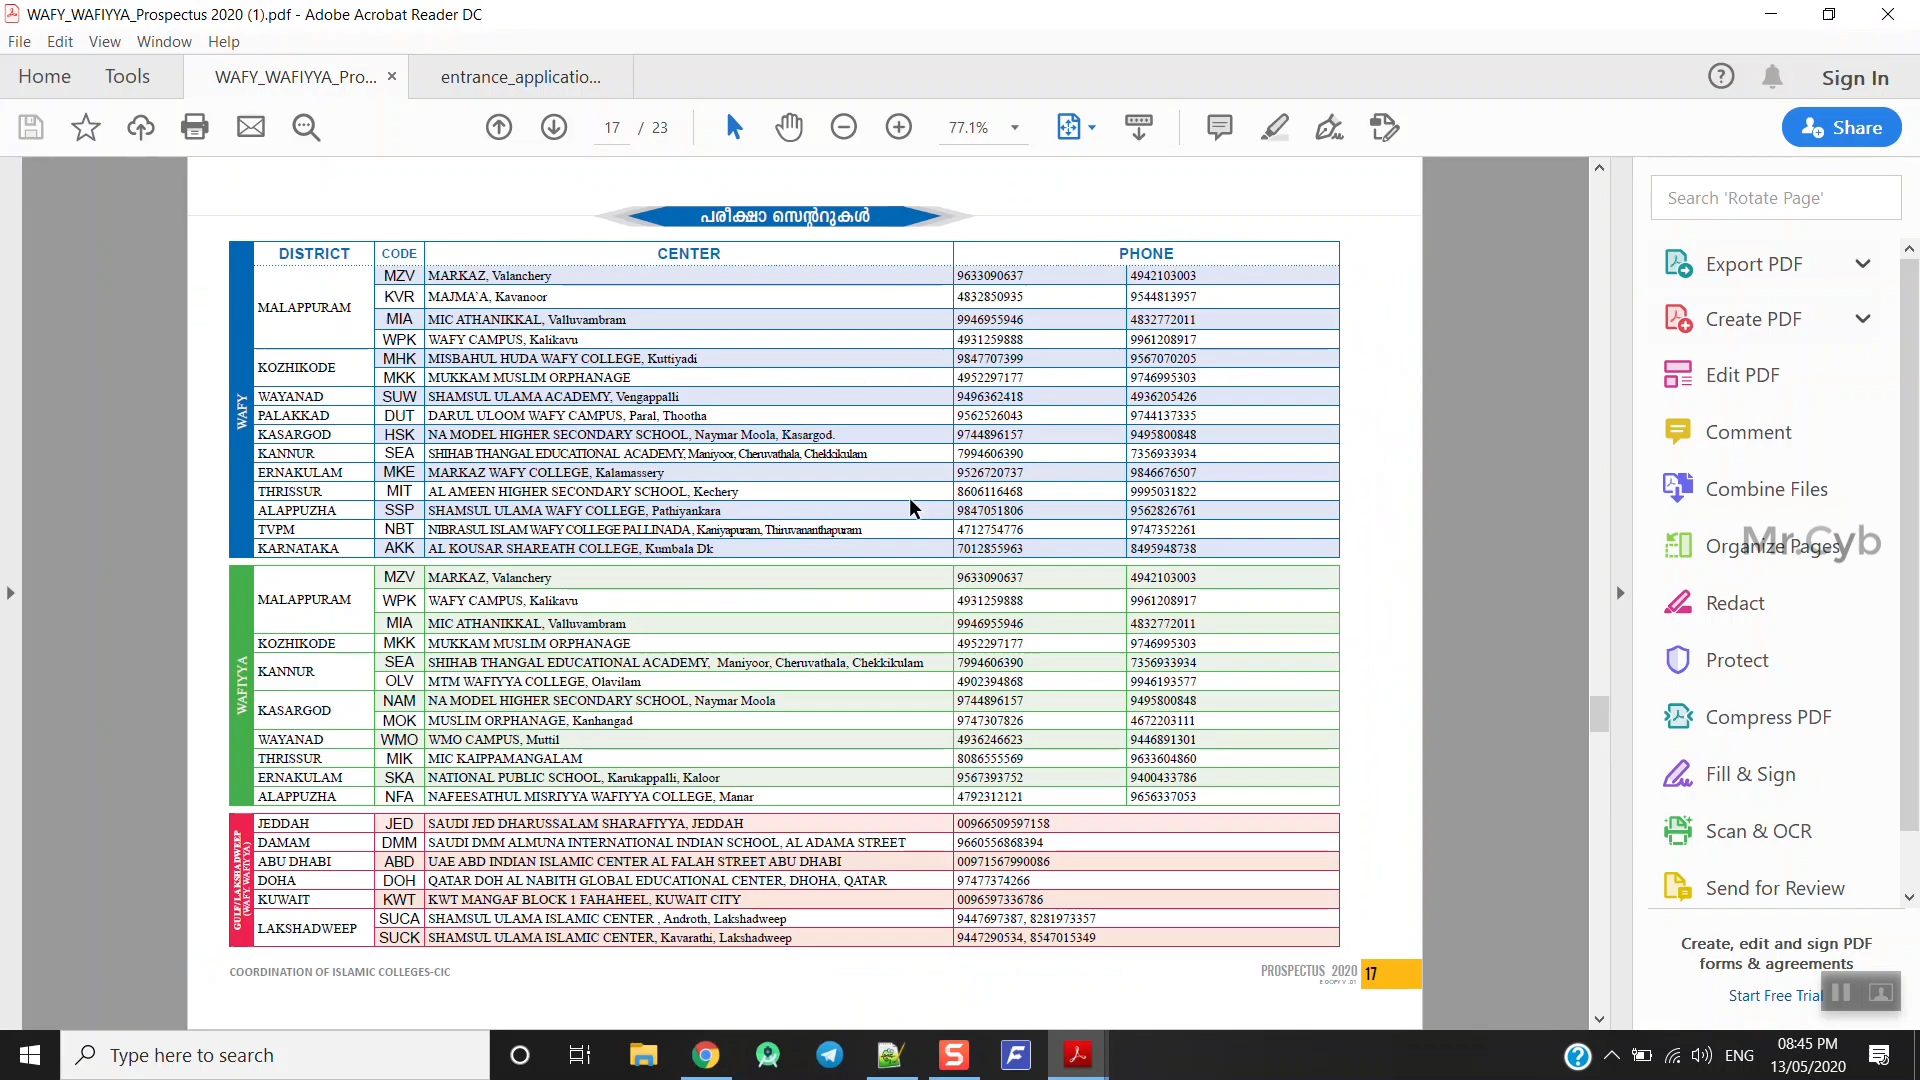 WAFY_WAFIYYA_Prospectus 2020 (1).pdf - Adobe Acrobat Reader DC
File Edit View Window Help
Home Tools WAFY_WAFIYYA_Pro... × entrance_applicatio... Sign In
17 / 23 77.1% Share
പരീക്ഷാ സെന്ററുകൾ
Search 'Rotate Page'
DISTRICT CODE CENTER PHONE
WAFY
MALAPPURAM
MZV MARKAZ, Valanchery 9633090637 4942103003
KVR MAJMA'A, Kavanoor 4832850935 9544813957
MIA MIC ATHANIKKAL, Valluvambram 9946955946 4832772011
WPK WAFY CAMPUS, Kalikavu 4931259888 9961208917
KOZHIKODE
MHK MISBAHUL HUDA WAFY COLLEGE, Kuttiyadi 9847707399 9567070205
MKK MUKKAM MUSLIM ORPHANAGE 4952297177 9746995303
WAYANAD SUW SHAMSUL ULAMA ACADEMY, Vengappalli 9496362418 4936205426
PALAKKAD DUT DARUL ULOOM WAFY CAMPUS, Paral, Thootha 9562526043 9744137335
KASARGOD HSK NA MODEL HIGHER SECONDARY SCHOOL, Naymar Moola, Kasargod. 9744896157 9495800848
KANNUR SEA SHIHAB THANGAL EDUCATIONAL ACADEMY, Maniyoor, Cheruvathala, Chekkikulam 7994606390 7356933934
ERNAKULAM MKE MARKAZ WAFY COLLEGE, Kalamassery 9526720737 9846676507
THRISSUR MIT AL AMEEN HIGHER SECONDARY SCHOOL, Kechery 8606116468 9995031822
ALAPPUZHA SSP SHAMSUL ULAMA WAFY COLLEGE, Pathiyankara 9847051806 9562826761
TVPM NBT NIBRASUL ISLAM WAFY COLLEGE PALLINADA , Kaniyapuram, Thiruvananthapuram 4712754776 9747352261
KARNATAKA AKK AL KOUSAR SHAREATH COLLEGE, Kumbala Dk 7012855963 8495948738
WAFIYYA
MALAPPURAM
MZV MARKAZ, Valanchery 9633090637 4942103003
WPK WAFY CAMPUS, Kalikavu 4931259888 9961208917
MIA MIC ATHANIKKAL, Valluvambram 9946955946 4832772011
KOZHIKODE MKK MUKKAM MUSLIM ORPHANAGE 4952297177 9746995303
KANNUR
SEA SHIHAB THANGAL EDUCATIONAL ACADEMY, Maniyoor, Cheruvathala, Chekkikulam 7994606390 7356933934
OLV MTM WAFIYYA COLLEGE, Olavilam 4902394868 9946193577
KASARGOD
NAM NA MODEL HIGHER SECONDARY SCHOOL, Naymar Moola 9744896157 9495800848
MOK MUSLIM ORPHANAGE, Kanhangad 9747307826 4672203111
WAYANAD WMO WMO CAMPUS, Muttil 4936246623 9446891301
THRISSUR MIK MIC KAIPPAMANGALAM 8086555569 9633604860
ERNAKULAM SKA NATIONAL PUBLIC SCHOOL, Karukappalli, Kaloor 9567393752 9400433786
ALAPPUZHA NFA NAFEESATHUL MISRIYYA WAFIYYA COLLEGE, Manar 4792312121 9656337053
GULF/LAKSHADWEEP
(WAFY, WAFIYYA)
JEDDAH JED SAUDI JED DHARUSSALAM SHARAFIYYA, JEDDAH 00966509597158
DAMAM DMM SAUDI DMM ALMUNA INTERNATIONAL INDIAN SCHOOL, AL ADAMA STREET 9660556868394
ABU DHABI ABD UAE ABD INDIAN ISLAMIC CENTER AL FALAH STREET ABU DHABI 00971567990086
DOHA DOH QATAR DOH AL NABITH GLOBAL EDUCATIONAL CENTER, DHOHA, QATAR 97477374266
KUWAIT KWT KWT MANGAF BLOCK 1 FAHAHEEL, KUWAIT CITY 0096597336786
LAKSHADWEEP
SUCA SHAMSUL ULAMA ISLAMIC CENTER , Androth, Lakshadweep 9447697387, 8281973357
SUCK SHAMSUL ULAMA ISLAMIC CENTER, Kavarathi, Lakshadweep 9447290534, 8547015349
COORDINATION OF ISLAMIC COLLEGES-CIC PROSPECTUS 2020 17
Export PDF
Create PDF
Edit PDF
Comment
Combine Files
Organize Pages
Mr.Cyb
Redact
Protect
Compress PDF
Fill & Sign
Scan & OCR
Send for Review
Create, edit and sign PDF
forms & agreements
Start Free Trial
Type here to search
ENG
08:45 PM
13/05/2020